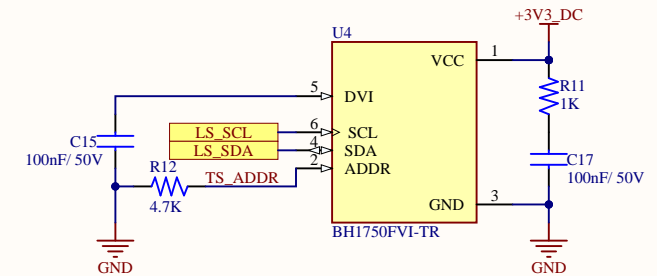 +3V3_DC
U4
1
VCC
5
DVI
R11
1K
LS_SCL
6
SCL
C15
100nF/ 50V
LS_SDA
4
SDA
C17
100nF/ 50V
R12
4.7K
TS_ADDR
2
ADDR
GND
3
BH1750FVI-TR
GND
GND